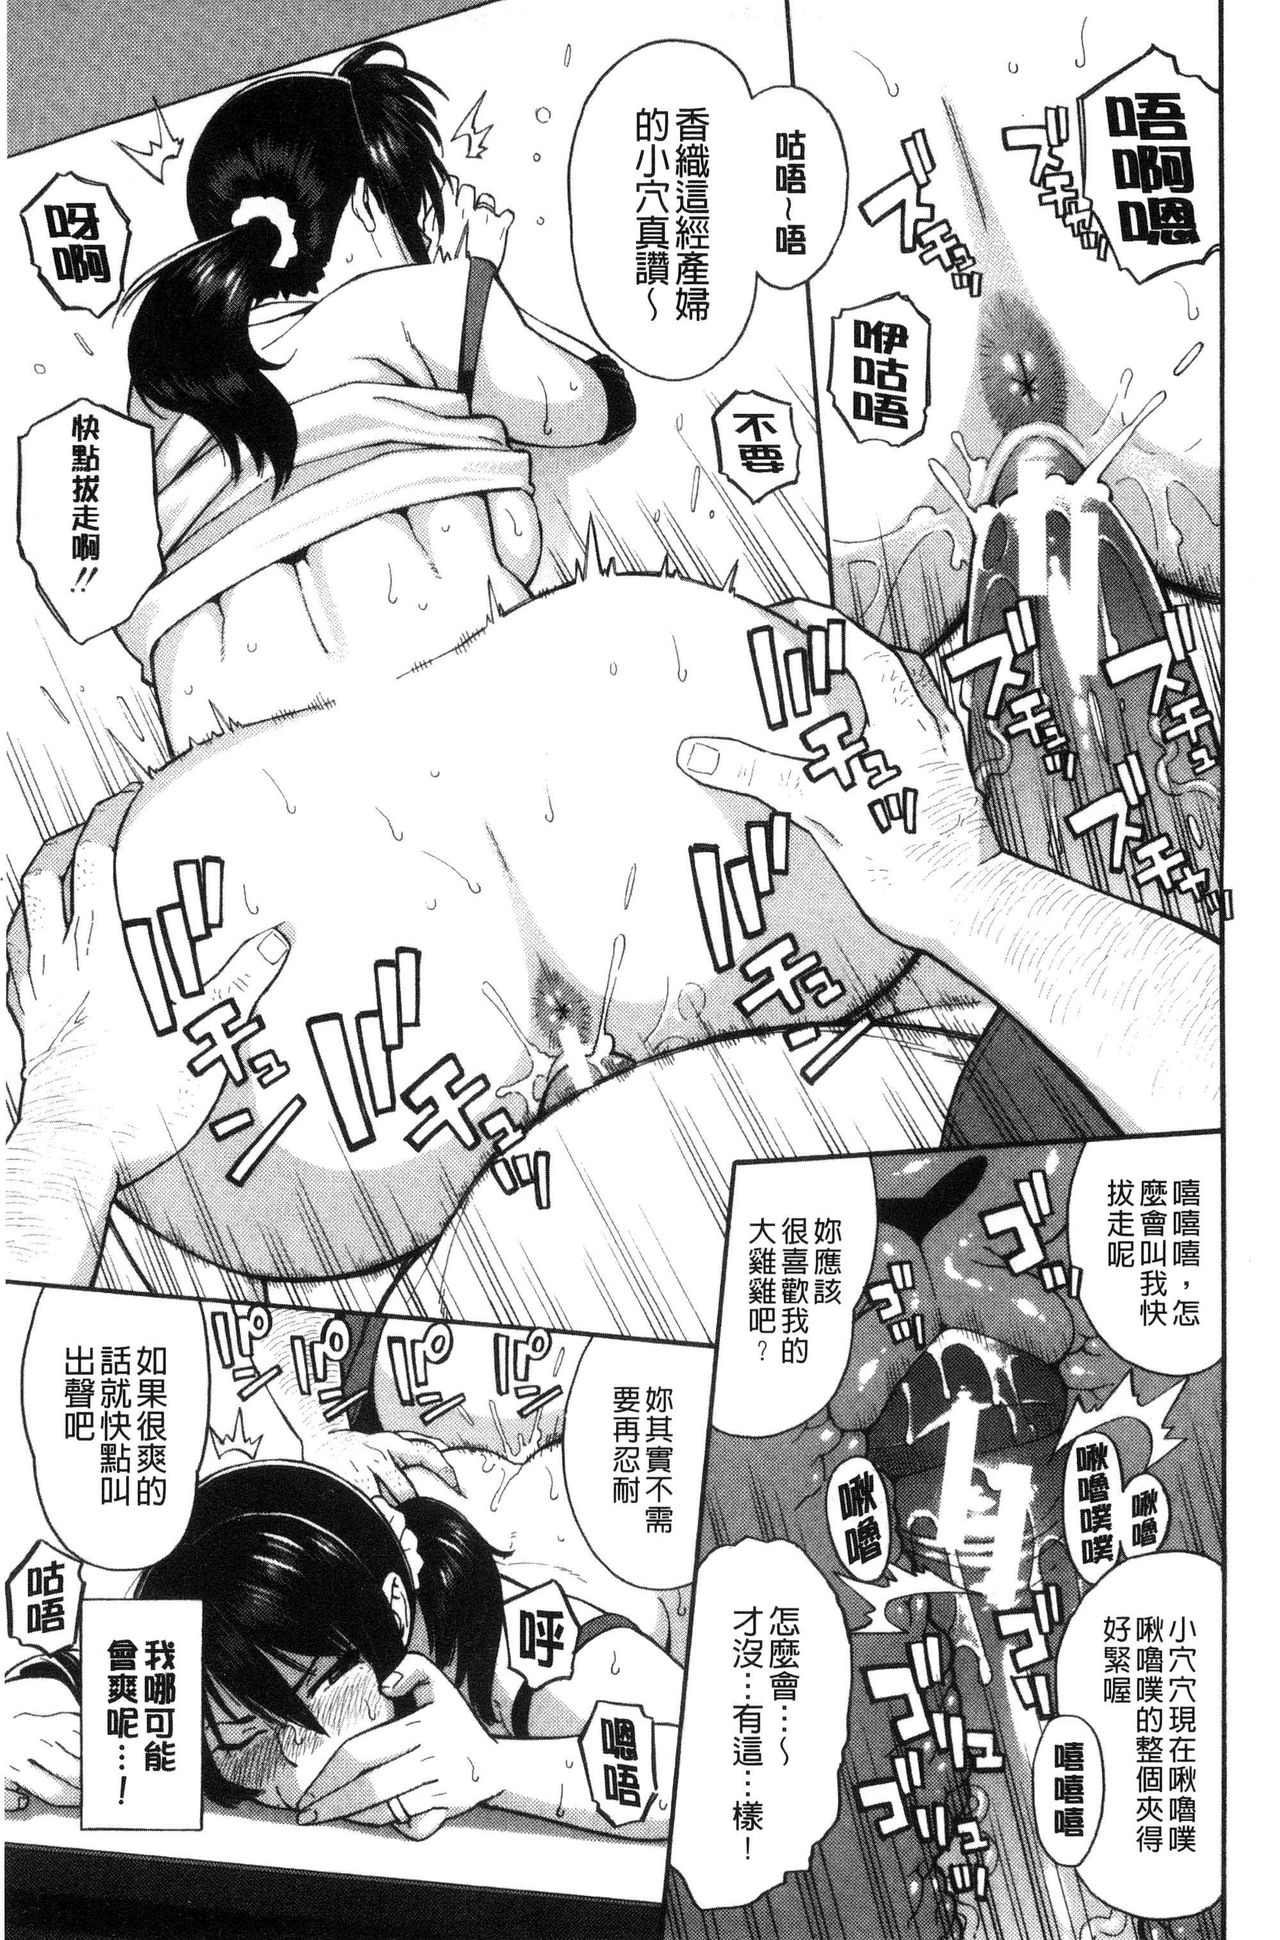 唔啊嗯
ズチュッ
ズチュッ
咿咕唔
ズチュッ
ズチュッ
ズチュッ
咕唔～唔
香織這經產婦
的小穴真讚～
不要
呀啊
快點拔走啊!!
パンッ
パンッ
嘻嘻嘻，怎
麼會叫我快
拔走呢
妳應該
很喜歡我的
大雞雞吧？
啾嚕
啾嚕噗噗
啾嚕
小穴穴現在啾嚕噗
啾嚕噗的整個夾得
好緊喔
嘻嘻嘻
怎麼會…～
才沒…有這…樣！
妳其實不需
要再忍耐
如果很爽的
話就快點叫
出聲吧
パン
パン
パン
呼
嗯唔
咕唔
我哪可能
會爽呢…！